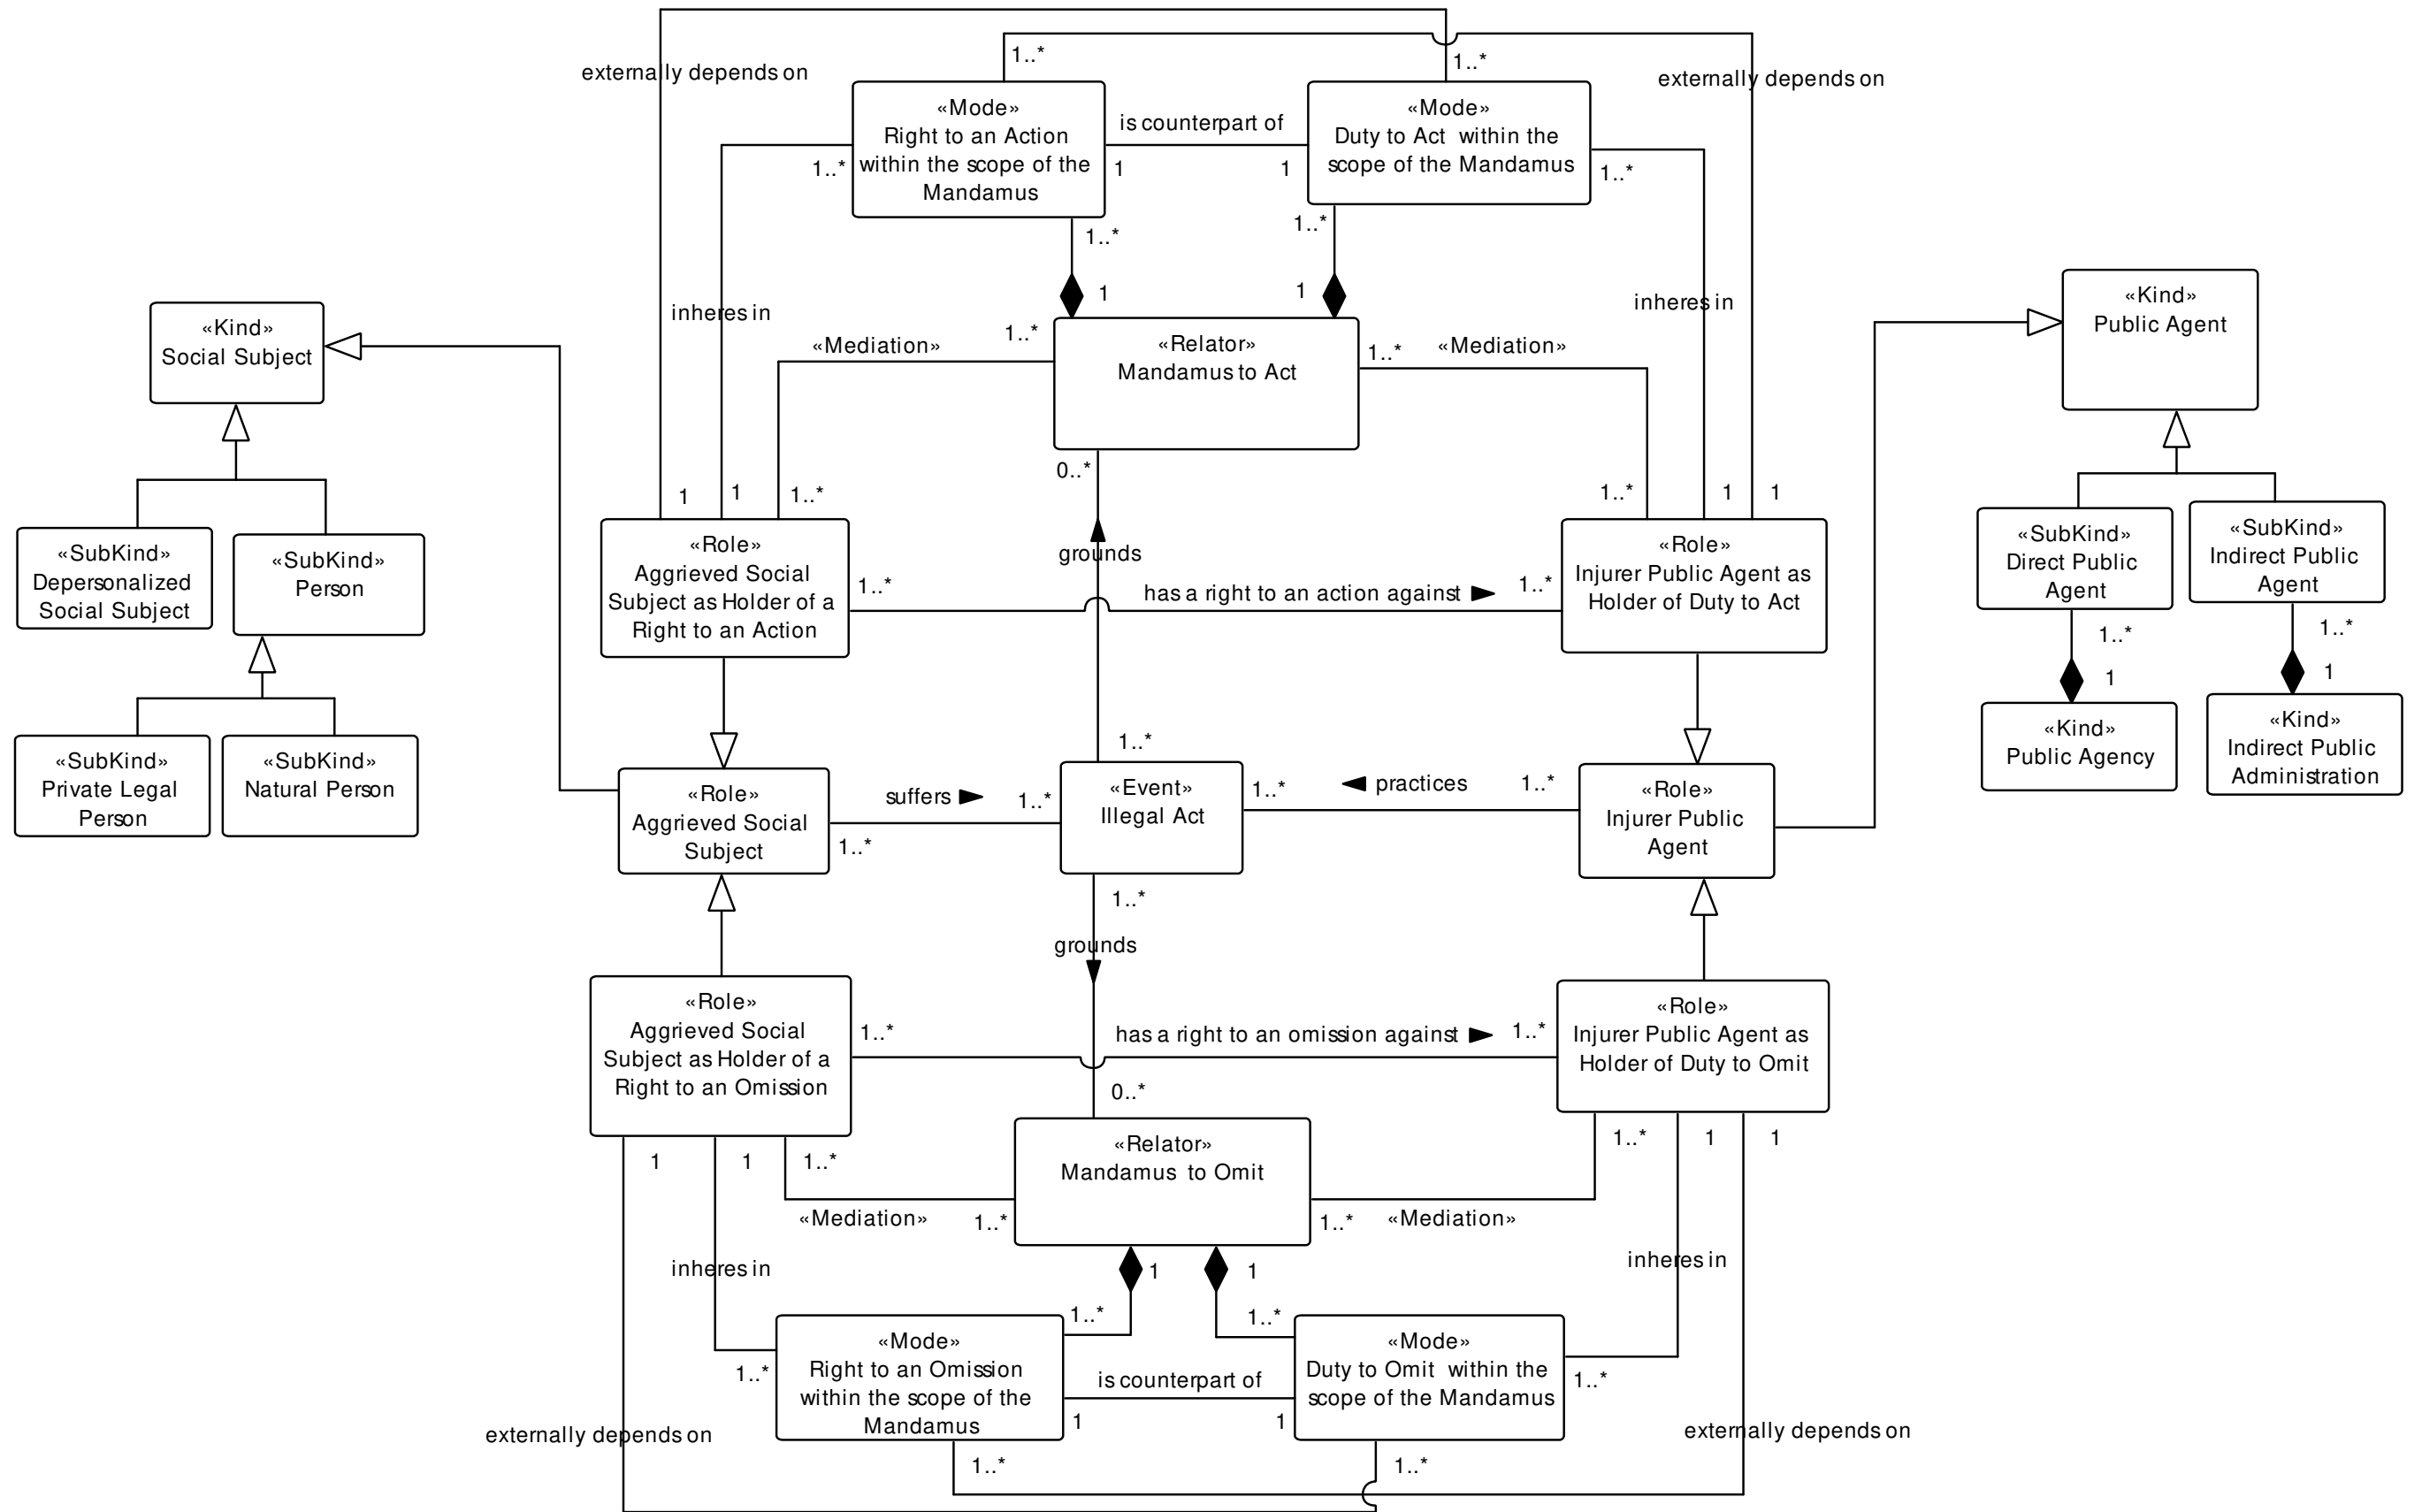 1..*
1..*
externally depends on
externally depends on
«Mode»
Right to an Action
within the scope of the
Mandamus
is counterpart of
«Mode»
Duty to Act within the
scope of the Mandamus
1..*
1
1
1..*
1..*
1..*
1
1
inheres in
inheres in
«Kind»
Social Subject
«Kind»
Public Agent
«Mediation»
1..*
«Relator»
Mandamus to Act
1..*
«Mediation»
0..*
1
1
1..*
1..*
1
1
«SubKind»
Depersonalized
Social Subject
«SubKind»
Person
«Role»
Aggrieved Social
Subject as Holder of a
Right to an Action
grounds
1..*
has a right to an action against
1..*
«Role»
Injurer Public Agent as
Holder of Duty to Act
«SubKind»
Direct Public
Agent
«SubKind»
Indirect Public
Agent
1..*
1..*
1
1
«Kind»
Public Agency
«Kind»
Indirect Public
Administration
«SubKind»
Private Legal
Person
«SubKind»
Natural Person
«Role»
Aggrieved Social
Subject
suffers
1..*
1..*
1..*
«Event»
Illegal Act
1..*
practices
1..*
«Role»
Injurer Public
Agent
1..*
grounds
«Role»
Aggrieved Social
Subject as Holder of a
Right to an Omission
1..*
has a right to an omission against
1..*
«Role»
Injurer Public Agent as
Holder of Duty to Omit
0..*
1
1
1..*
«Relator»
Mandamus to Omit
1..*
1
1
«Mediation»
1..*
1..*
«Mediation»
inheres in
1
1
inheres in
1..*
1..*
1..*
«Mode»
Right to an Omission
within the scope of the
Mandamus
is counterpart of
1
1
«Mode»
Duty to Omit within the
scope of the Mandamus
1..*
externally depends on
externally depends on
1..*
1..*